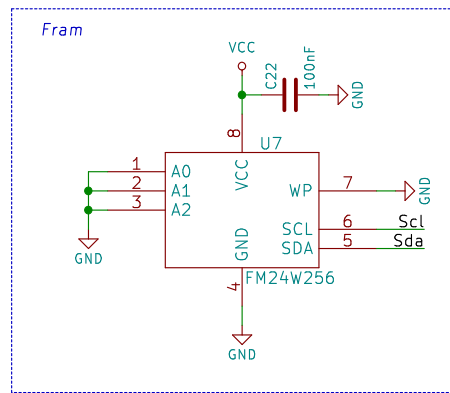 Fram
VCC
C22
100nF
GND
8
U7
VCC
1 A0
2 A1
3 A2
WP 7
GND
SCL 6 Scl
SDA 5 Sda
GND
GND
4
FM24W256
GND